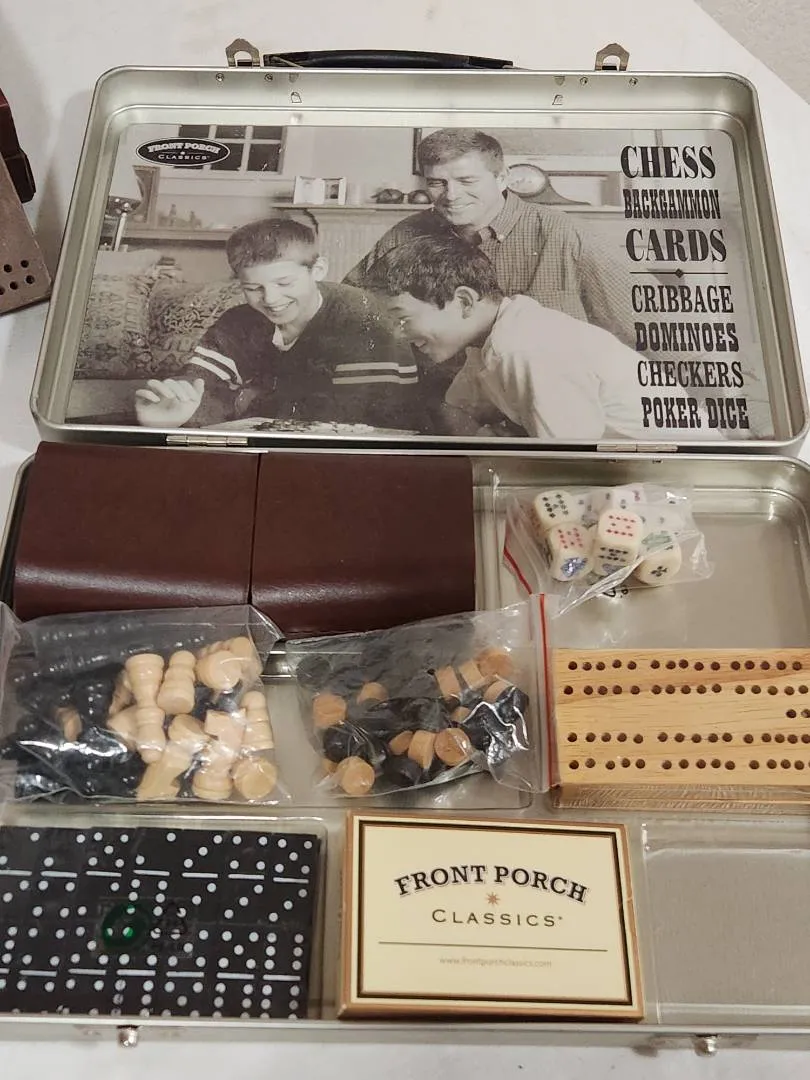 FRONT PORCH
CLASSICS
CHESS
BACKGAMMON
CARDS
CRIBBAGE
DOMINOES
CHECKERS
POKER DICE
FRONT PORCH
CLASSICS
www.frontporchclassics.com